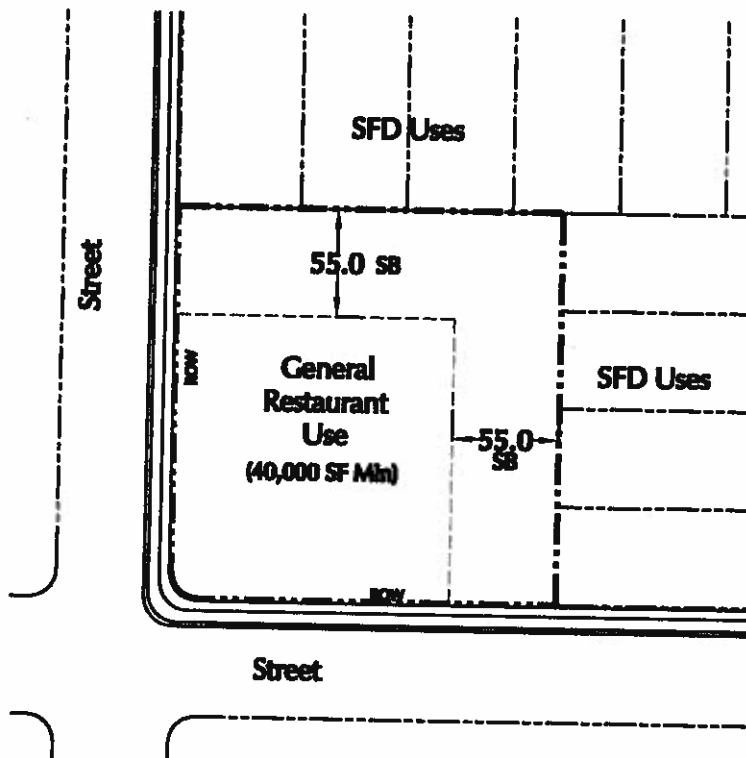 SFD Uses
55.0 SB
Street
ROW
General
Restaurant
Use
(40,000 SF Min)
SFD Uses
55.0
SB
ROW
Street